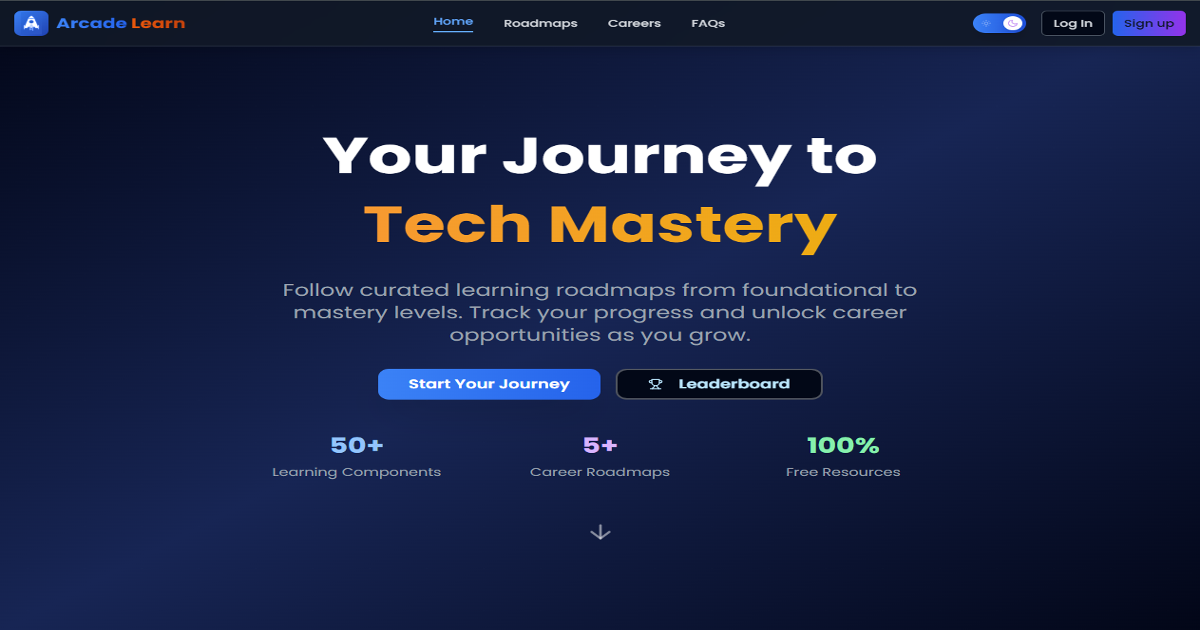 Arcade Learn
Home
Roadmaps
Careers
FAQs
Log In
Sign up
Your Journey to
Tech Mastery
Follow curated learning roadmaps from foundational to
mastery levels. Track your progress and unlock career
opportunities as you grow.
Start Your Journey
Leaderboard
50+
Learning Components
5+
Career Roadmaps
100%
Free Resources